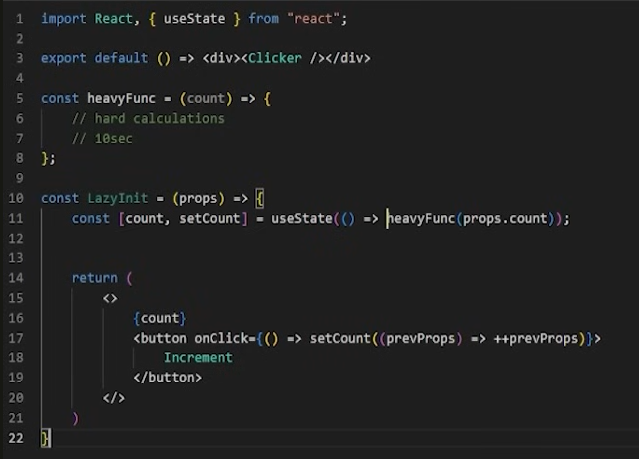 1 import React, { useState } from "react";
2
3 export default () => <div><Clicker /></div>
4
5 const heavyFunc = (count) => {
6     // hard calculations
7     // 10sec
8 };
9
10 const LazyInit = (props) => {
11     const [count, setCount] = useState(() => heavyFunc(props.count));
12
13
14     return (
15         <>
16             {count}
17             <button onClick={() => setCount((prevProps) => ++prevProps)}>
18                 Increment
19             </button>
20         </>
21     )
22 }